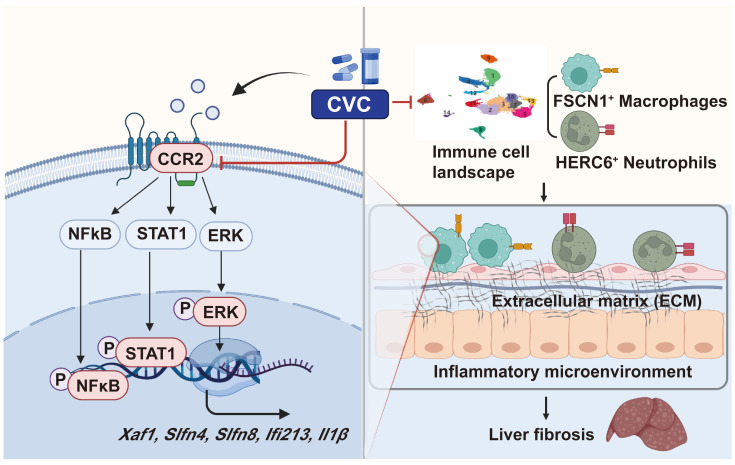 CVC
CCR2
NFkB
STAT1
ERK
P
ERK
P
STAT1
P
NFκB
Xaf1, Slfn4, Slfn8, Ifi213, Il1β
Immune cell
landscape
FSCN1⁺ Macrophages
HERC6⁺ Neutrophils
Extracellular matrix (ECM)
Inflammatory microenvironment
Liver fibrosis